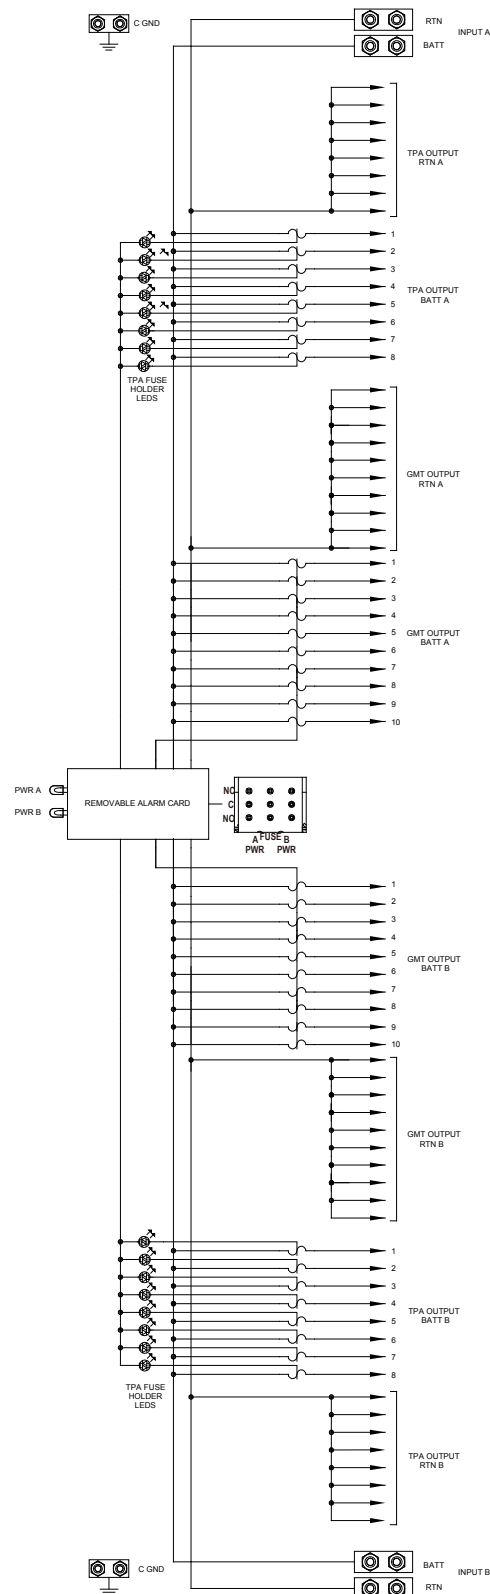 C GND
RTN
INPUT A
BATT
TPA OUTPUT
RTN A
1
2
3
4
5
6
7
8
TPA OUTPUT
BATT A
TPA FUSE
HOLDER
LEDS
GMT OUTPUT
RTN A
1
2
3
4
5
6
7
8
9
10
GMT OUTPUT
BATT A
PWR A
PWR B
REMOVABLE ALARM CARD
NC
C
NO
A FUSE B
PWR PWR
1
2
3
4
5
6
7
8
9
10
GMT OUTPUT
BATT B
GMT OUTPUT
RTN B
1
2
3
4
5
6
7
8
TPA OUTPUT
BATT B
TPA FUSE
HOLDER
LEDS
TPA OUTPUT
RTN B
C GND
BATT
INPUT B
RTN